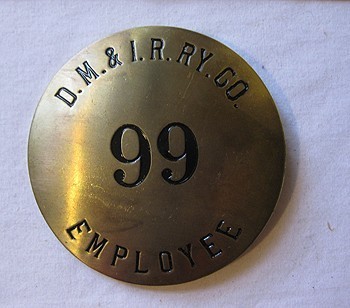 D. M. & I. R. RY. CO.
99
EMPLOYEE